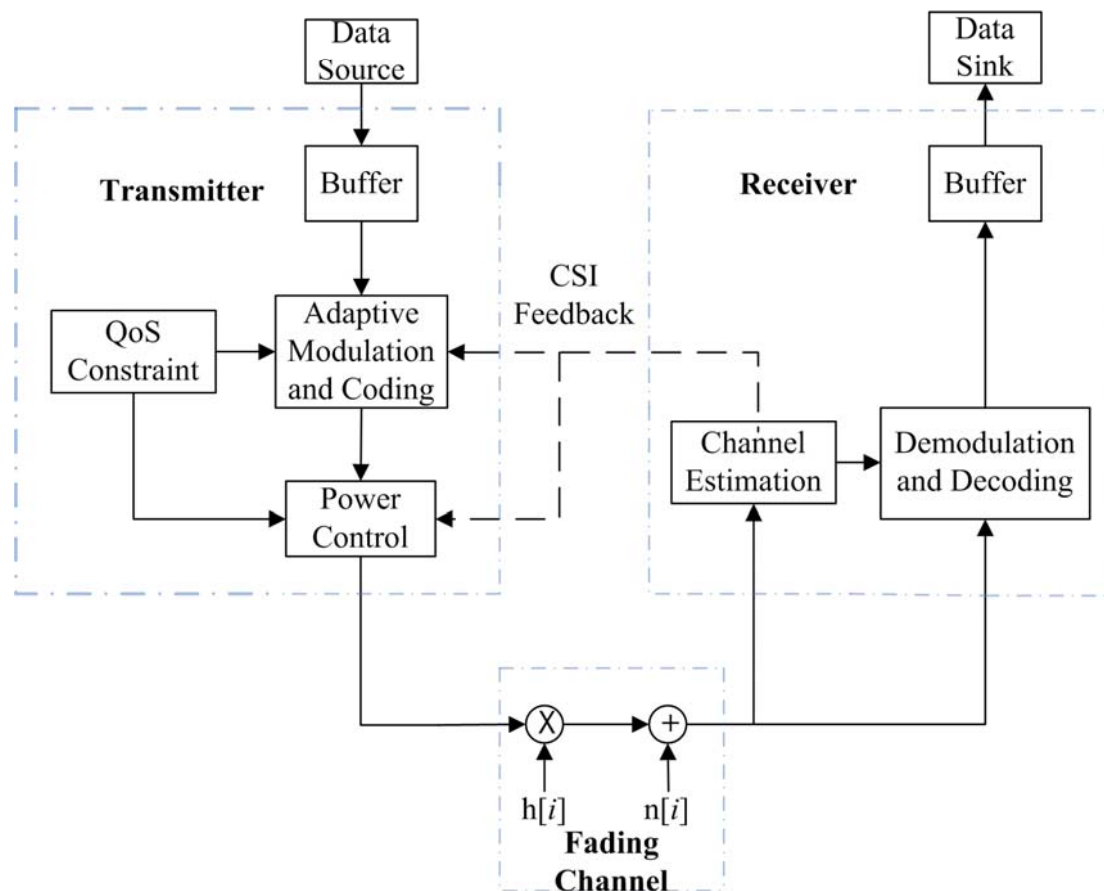 Data
Source
Data
Sink
Transmitter
Buffer
Receiver
Buffer
CSI
Feedback
QoS
Constraint
Adaptive
Modulation
and Coding
Channel
Estimation
Demodulation
and Decoding
Power
Control
X
+
h[i]
n[i]
Fading
Channel